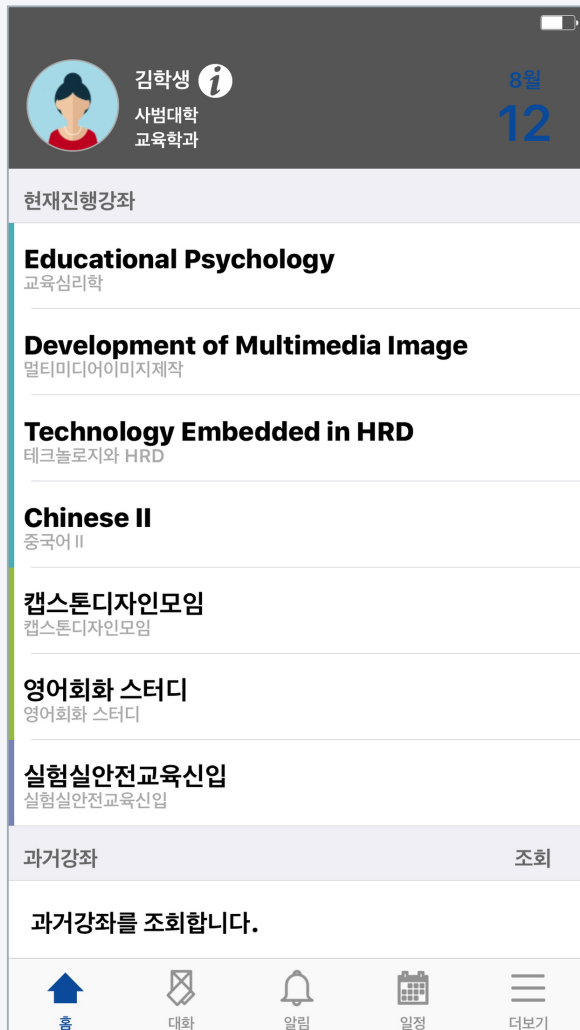 김학생
사범대학
교육학과
8월
12
현재진행강좌
Educational Psychology
교육심리학
Development of Multimedia Image
멀티미디어이미지제작
Technology Embedded in HRD
테크놀로지와 HRD
Chinese II
중국어 II
캡스톤디자인모임
캡스톤디자인모임
영어회화 스터디
영어회화 스터디
실험실안전교육신입
실험실안전교육신입
과거강좌 조회
과거강좌를 조회합니다.
홈 대화 알림 일정 더보기